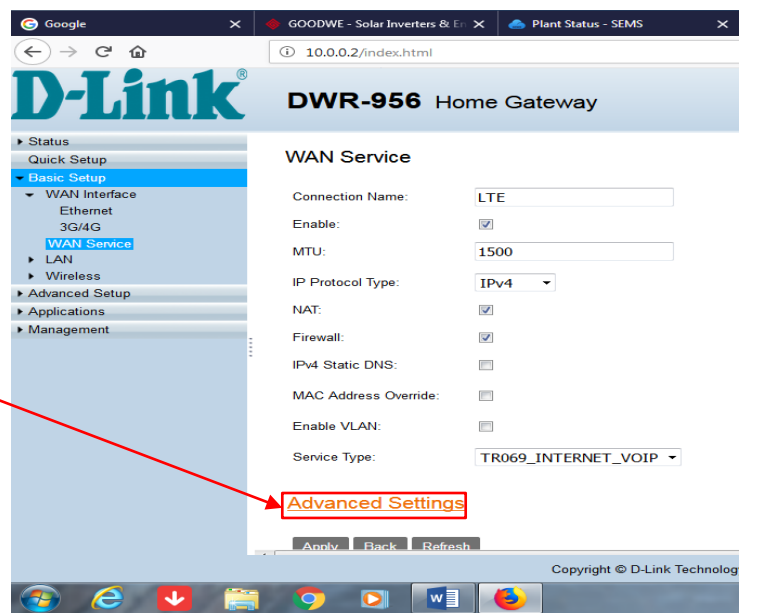 Google
GOODWE - Solar Inverters & En
Plant Status - SEMS
10.0.0.2/index.html
D-Link®
DWR-956 Home Gateway
Status
Quick Setup
Basic Setup
WAN Interface
Ethernet
3G/4G
WAN Service
LAN
Wireless
Advanced Setup
Applications
Management
WAN Service
Connection Name: LTE
Enable:
MTU: 1500
IP Protocol Type: IPv4
NAT:
Firewall:
IPv4 Static DNS:
MAC Address Override:
Enable VLAN:
Service Type: TR069_INTERNET_VOIP
Advanced Settings
Apply Back Refresh
Copyright © D-Link Technolog